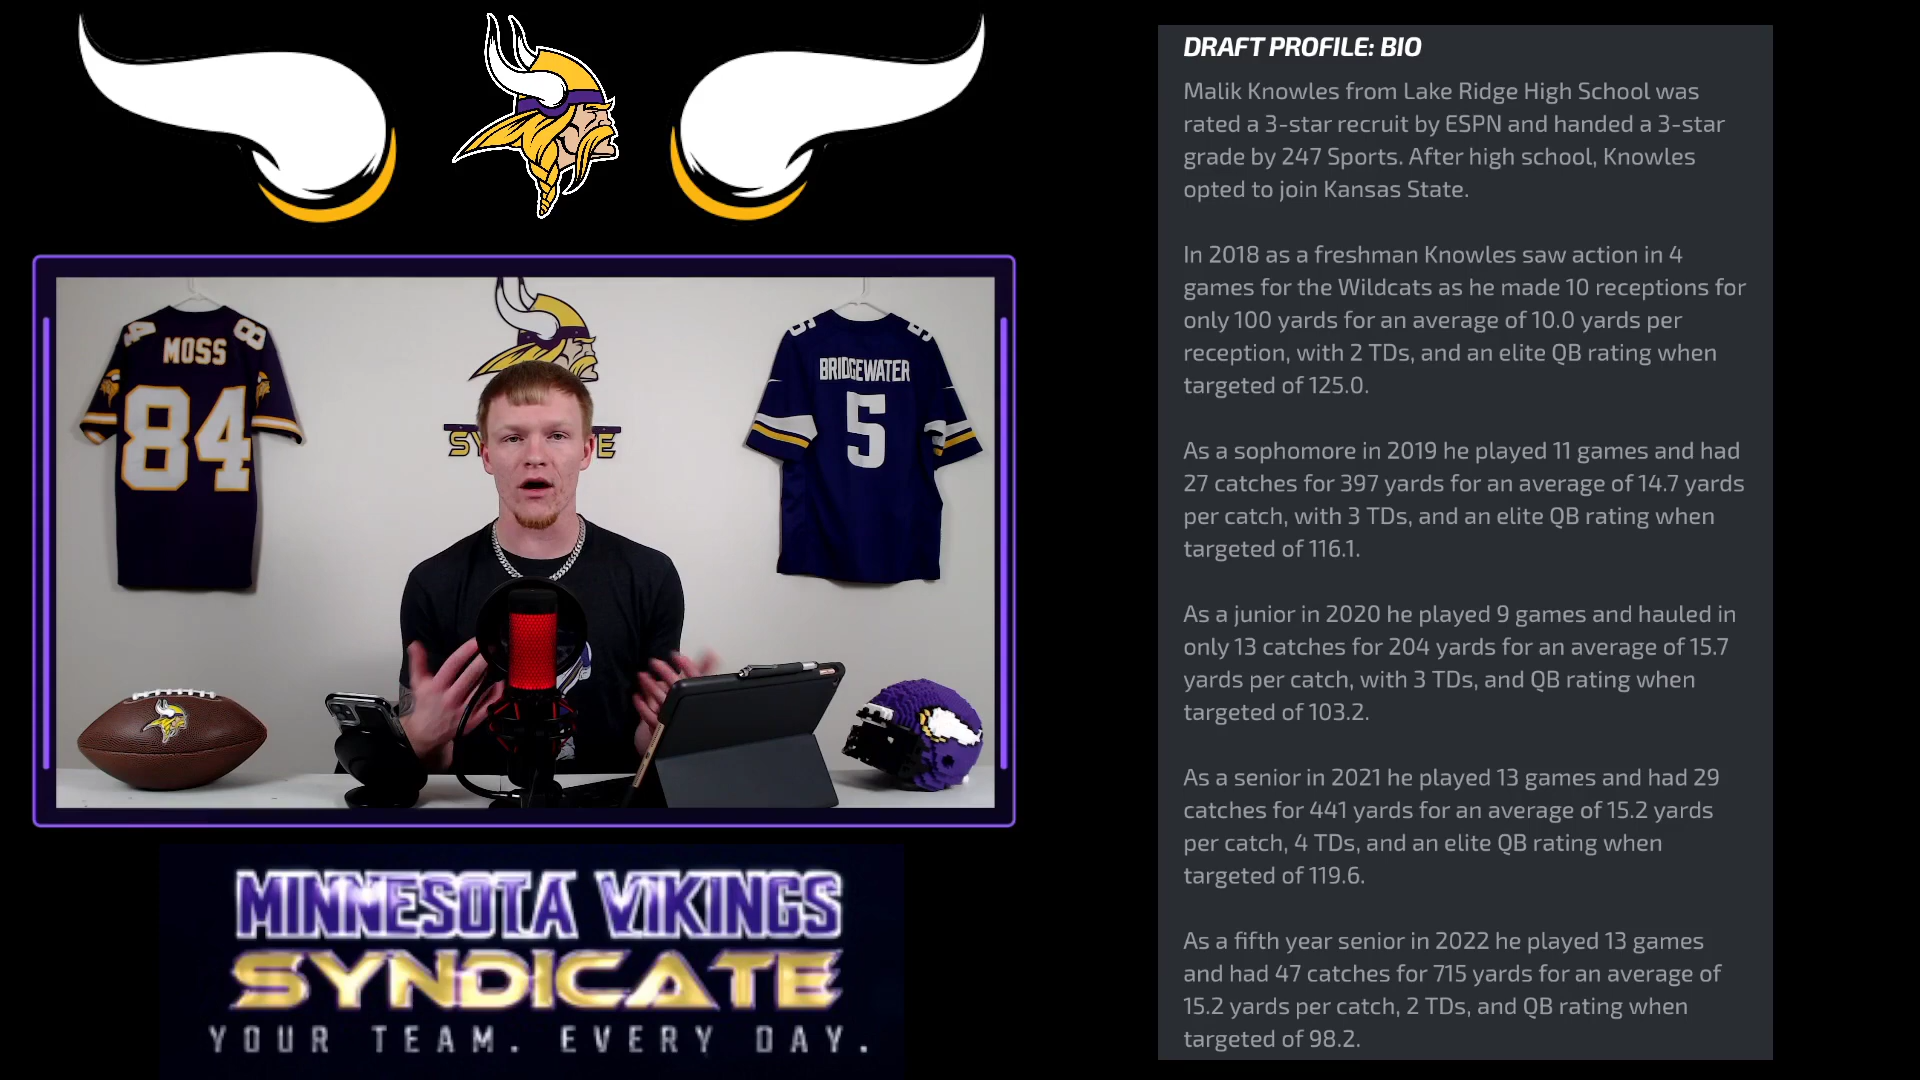 DRAFT PROFILE: BIO
Malik Knowles from Lake Ridge High School was
rated a 3-star recruit by ESPN and handed a 3-star
grade by 247 Sports. After high school, Knowles
opted to join Kansas State.
In 2018 as a freshman Knowles saw action in 4
games for the Wildcats as he made 10 receptions for
only 100 yards for an average of 10.0 yards per
reception, with 2 TDs, and an elite QB rating when
targeted of 125.0.
As a sophomore in 2019 he played 11 games and had
27 catches for 397 yards for an average of 14.7 yards
per catch, with 3 TDs, and an elite QB rating when
targeted of 116.1.
As a junior in 2020 he played 9 games and hauled in
only 13 catches for 204 yards for an average of 15.7
yards per catch, with 3 TDs, and QB rating when
targeted of 103.2.
As a senior in 2021 he played 13 games and had 29
catches for 441 yards for an average of 15.2 yards
per catch, 4 TDs, and an elite QB rating when
targeted of 119.6.
As a fifth year senior in 2022 he played 13 games
and had 47 catches for 715 yards for an average of
15.2 yards per catch, 2 TDs, and QB rating when
targeted of 98.2.
84
MOSS
84
5
BRIDGEWATER
5
SY
E
MINNESOTA VIKINGS
SYNDICATE
YOUR TEAM. EVERY DAY.